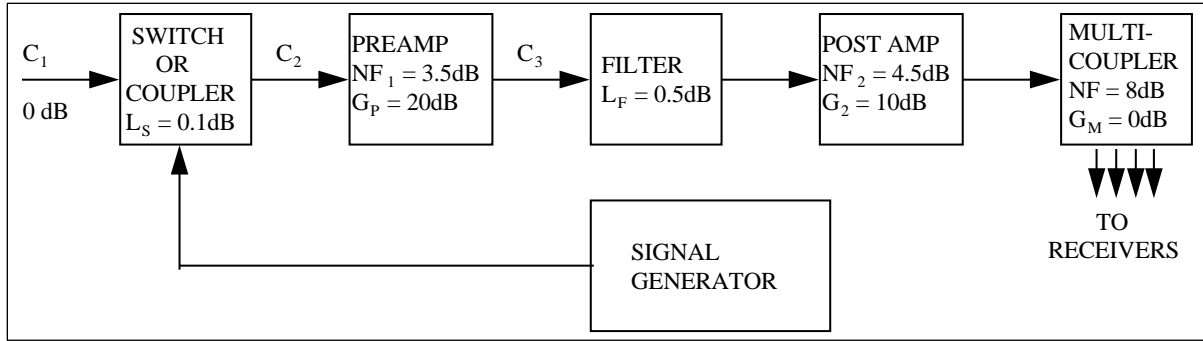 C1
0 dB
SWITCH
OR
COUPLER
LS = 0.1dB
C2
PREAMP
NF1 = 3.5dB
GP = 20dB
C3
FILTER
LF = 0.5dB
POST AMP
NF2 = 4.5dB
G2 = 10dB
MULTI-
COUPLER
NF = 8dB
GM = 0dB
TO
RECEIVERS
SIGNAL
GENERATOR